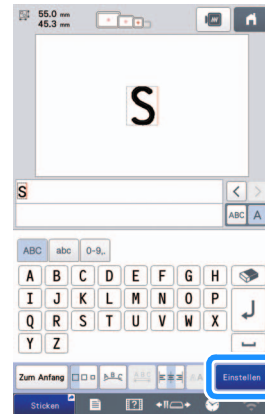 55.0 mm
45.3 mm
S
S
ABC A
ABC abc 0-9,.
A B C D E F G H
I J K L M N O P
Q R S T U V W X
Y Z
Zum Anfang Einstellen
Sticken